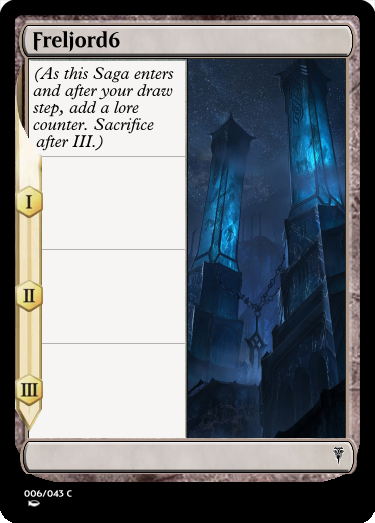 Freljord6
(As this Saga enters
and after your draw
step, add a lore
counter. Sacrifice
after III.)
I
II
III
006/043 C